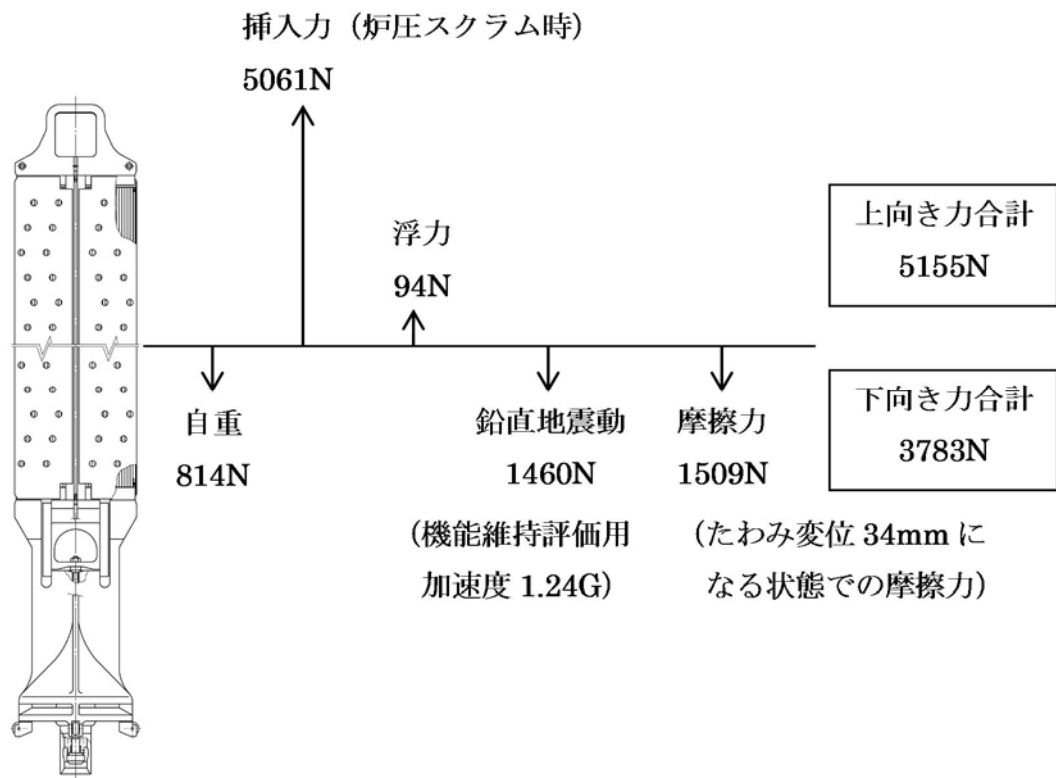 挿入力（炉圧スクラム時）
5061N
浮力
94N
上向き力合計
5155N
自重
814N
鉛直地震動
1460N
（機能維持評価用
加速度 1.24G）
摩擦力
1509N
（たわみ変位 34mm に
なる状態での摩擦力）
下向き力合計
3783N